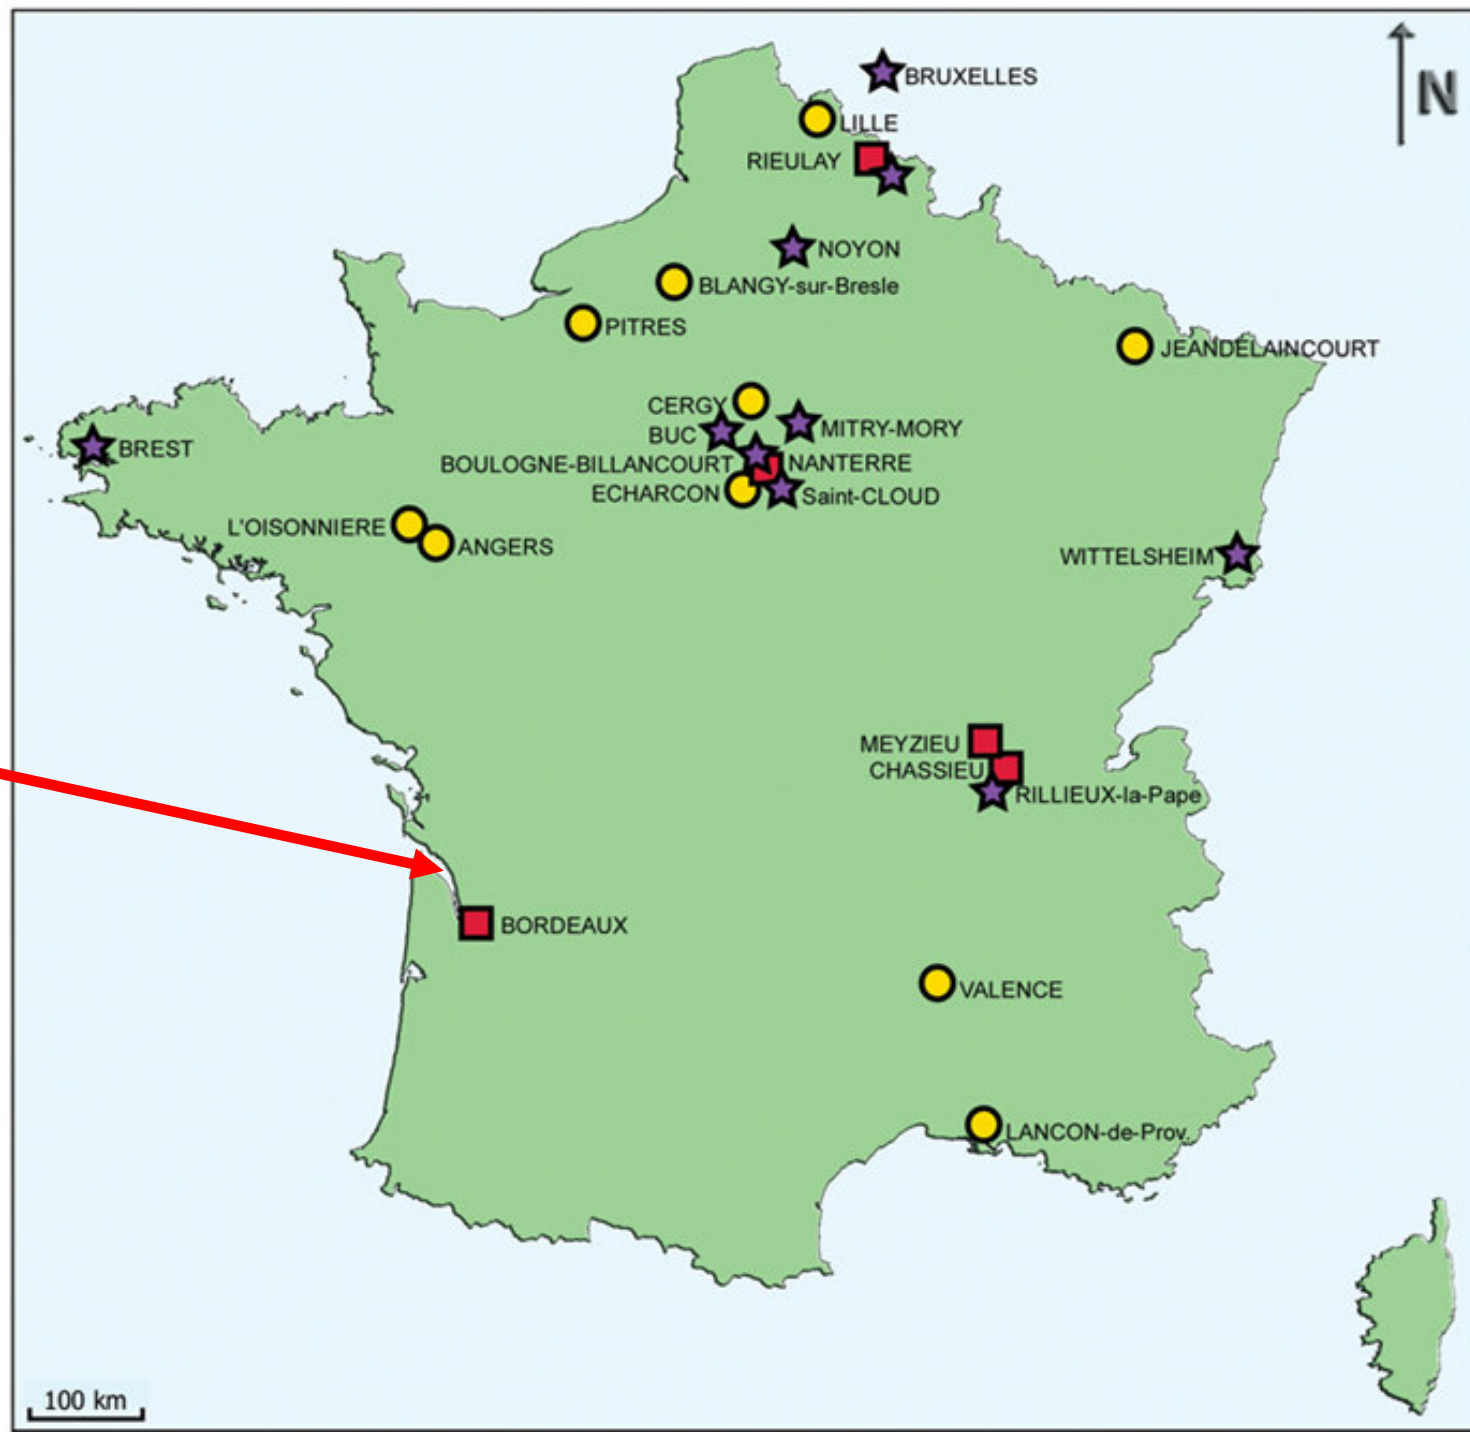 BRUXELLES
N
LILLE
RIEULAY
NOYON
BLANGY-sur-Bresle
PITRES
JEANDELAINCOURT
CERGY
MITRY-MORY
BUC
BREST
BOULOGNE-BILLANCOURT
NANTERRE
ECHARCON
Saint-CLOUD
L'OISONNIERE
ANGERS
WITTELSHEIM
MEYZIEU
CHASSIEU
RILLIEUX-la-Pape
BORDEAUX
VALENCE
LANCON-de-Prov.
100 km